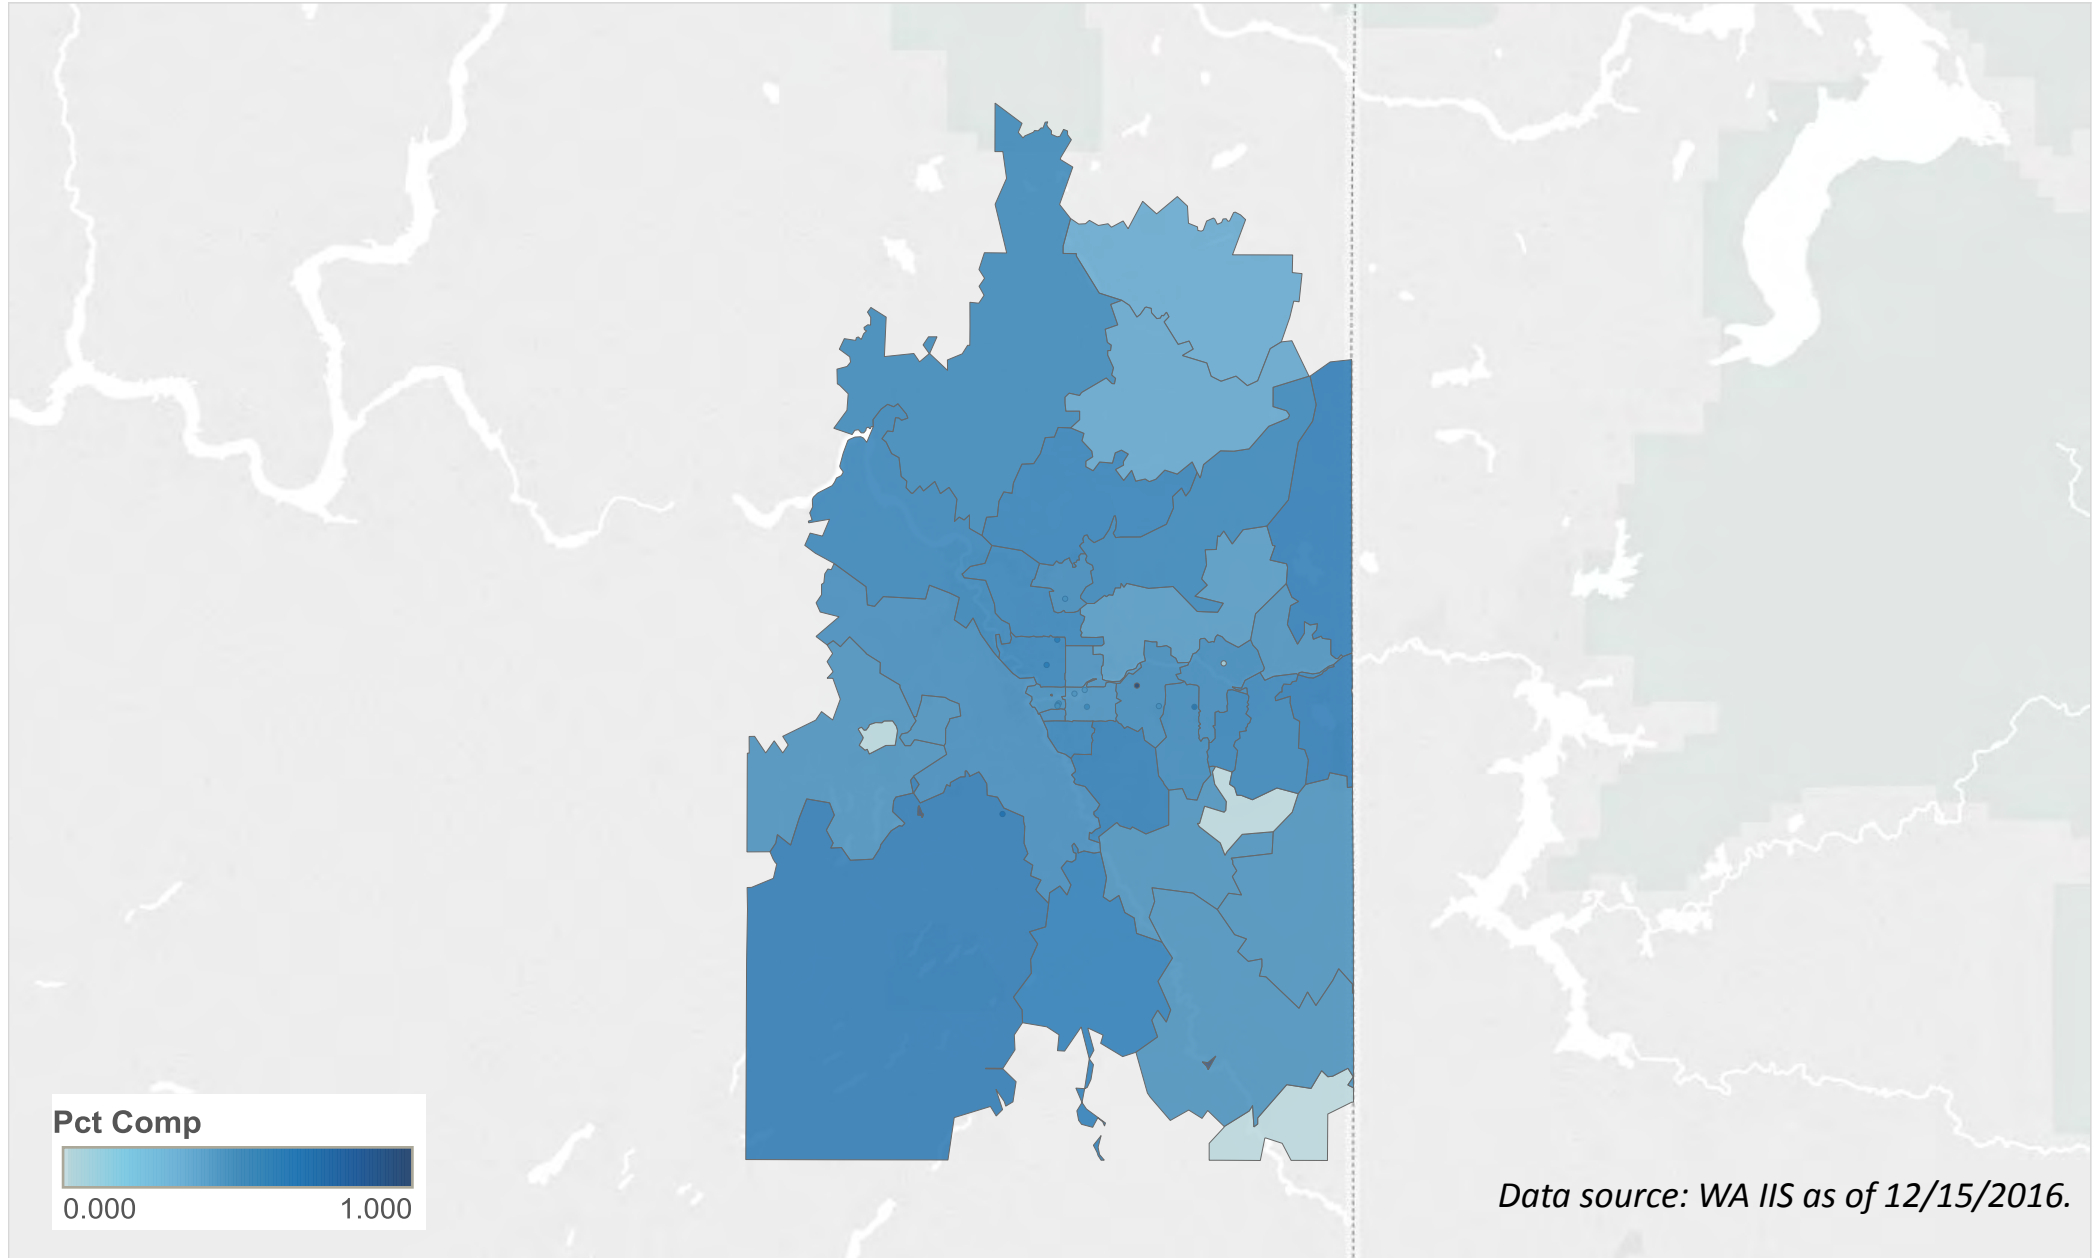 Pct Comp
0.000 1.000
Data source: WA IIS as of 12/15/2016.